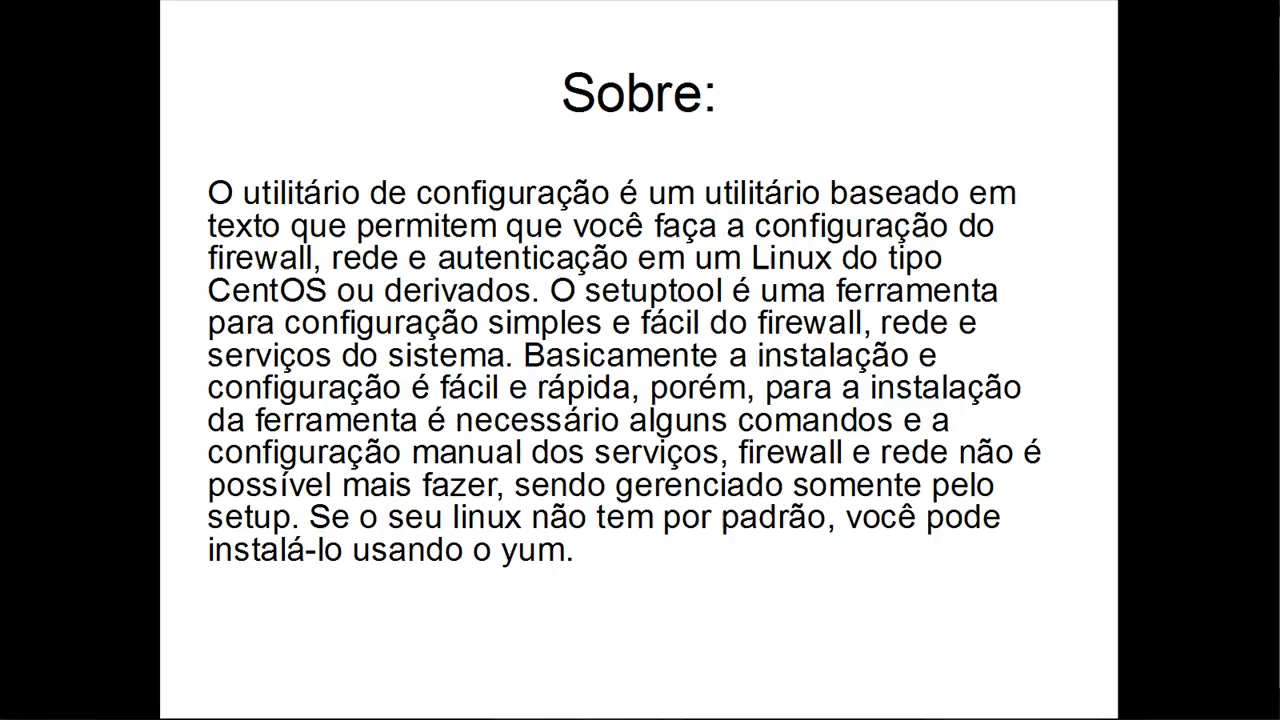 Sobre:
O utilitário de configuração é um utilitário baseado em
texto que permitem que você faça a configuração do
firewall, rede e autenticação em um Linux do tipo
CentOS ou derivados. O setuptool é uma ferramenta
para configuração simples e fácil do firewall, rede e
serviços do sistema. Basicamente a instalação e
configuração é fácil e rápida, porém, para a instalação
da ferramenta é necessário alguns comandos e a
configuração manual dos serviços, firewall e rede não é
possível mais fazer, sendo gerenciado somente pelo
setup. Se o seu linux não tem por padrão, você pode
instalá-lo usando o yum.